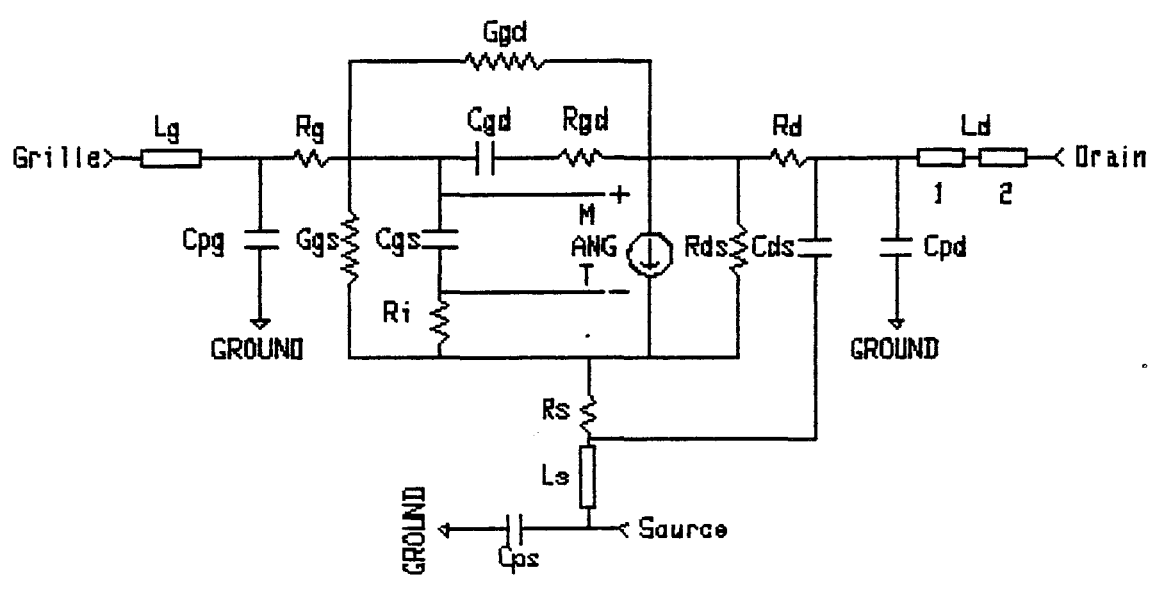 Ggd
Lg
Rg
Cgd
Rgd
Rd
Ld
Grille
Drain
1
2
+
M
Cpg
Ggs
Cgs
ANG
Rds
Cds
Cpd
T
−
Ri
GROUND
GROUND
Rs
Ls
GROUND
Source
Cps